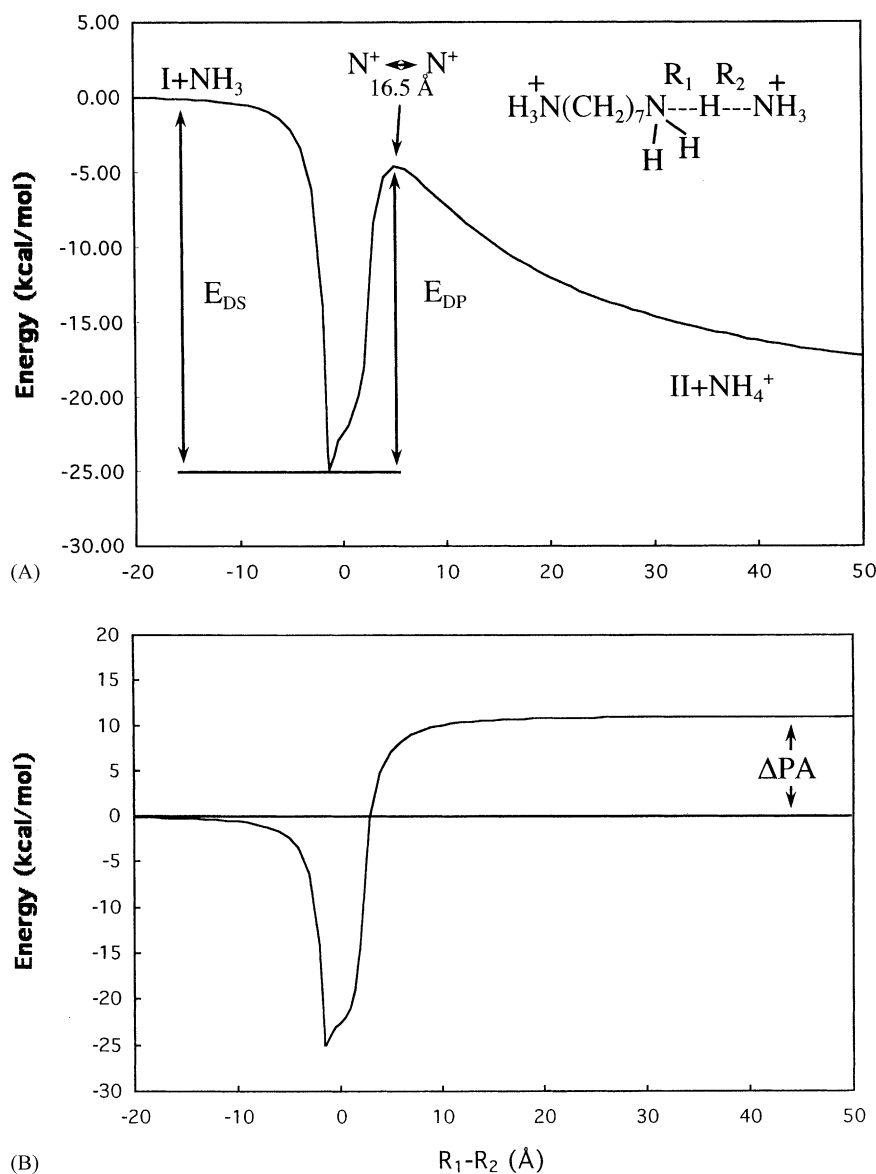 5.00
0.00
-5.00
-10.00
-15.00
-20.00
-25.00
-30.00
Energy (kcal/mol)
I+NH₃
N⁺ ↔ N⁺
16.5 Å
+ R₁ R₂ +
H₃N(CH₂)₇N---H---NH₃
H H
E_DS
E_DP
II+NH₄⁺
(A)
-20 -10 0 10 20 30 40 50
20
15
10
5
0
-5
-10
-15
-20
-25
-30
Energy (kcal/mol)
ΔPA
-20 -10 0 10 20 30 40 50
(B)
R₁-R₂ (Å)